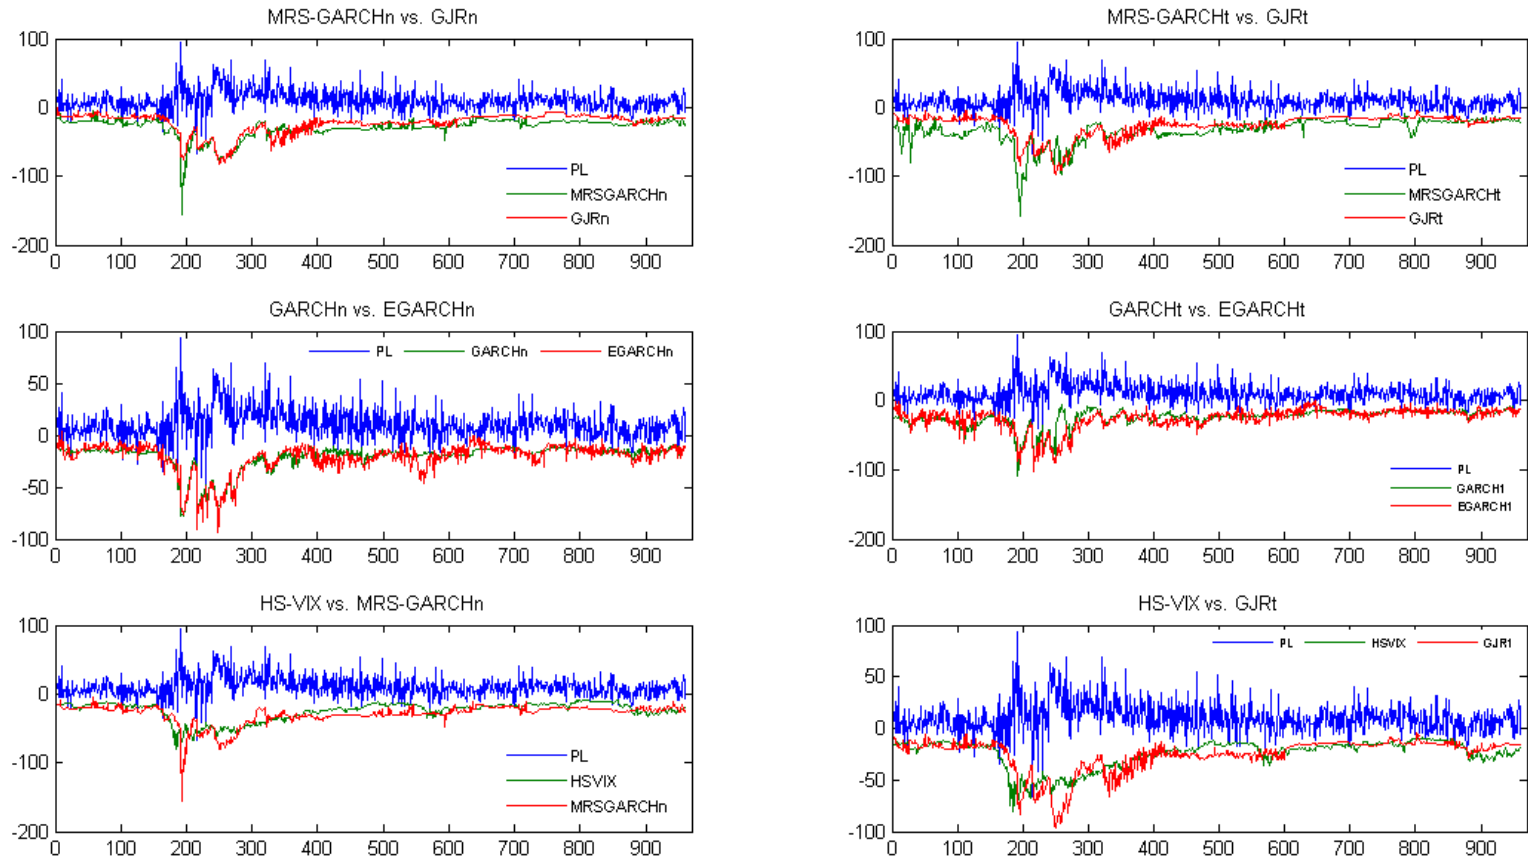 MRS-GARCHn vs. GJRn
100
0
-100
-200
PL
MRSGARCHn
GJRn
0 100 200 300 400 500 600 700 800 900
MRS-GARCHt vs. GJRt
100
0
-100
-200
PL
MRSGARCHt
GJRt
0 100 200 300 400 500 600 700 800 900
GARCHn vs. EGARCHn
100
50
0
-50
-100
PL GARCHn EGARCHn
0 100 200 300 400 500 600 700 800 900
GARCHt vs. EGARCHt
100
0
-100
-200
PL
GARCHt
EGARCHt
0 100 200 300 400 500 600 700 800 900
HS-VIX vs. MRS-GARCHn
100
0
-100
-200
PL
HSVIX
MRSGARCHn
0 100 200 300 400 500 600 700 800 900
HS-VIX vs. GJRt
100
50
0
-50
-100
PL HSVIX GJRt
0 100 200 300 400 500 600 700 800 900